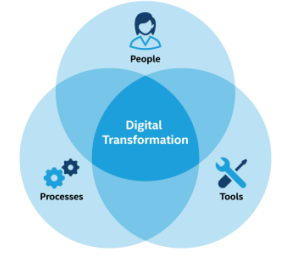 People
Digital
Transformation
Processes
Tools